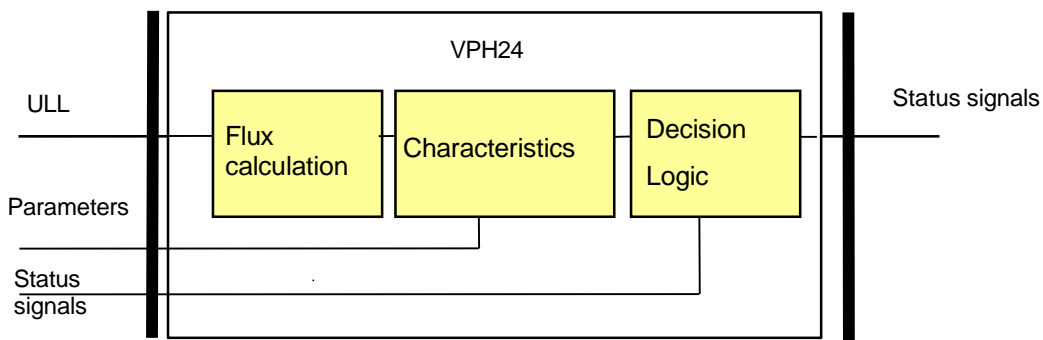 VPH24
ULL
Status signals
Flux
calculation
Characteristics
Decision
Logic
Parameters
Status
signals